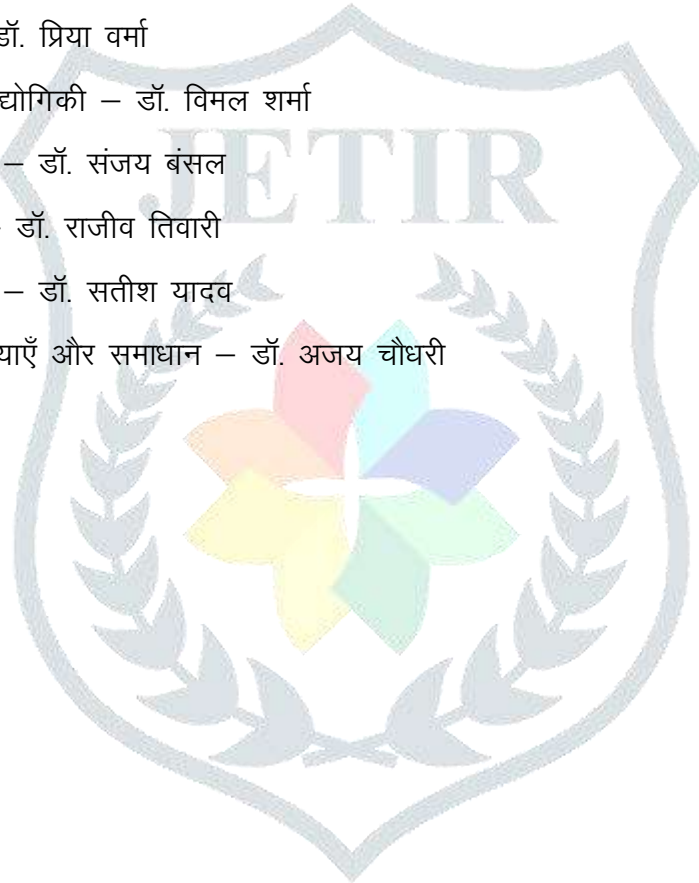 डॉ. प्रिया वर्मा
द्योगिकी – डॉ. विमल शर्मा
– डॉ. संजय बंसल
डॉ. राजीव तिवारी
– डॉ. सतीश यादव
याएँ और समाधान – डॉ. अजय चौधरी
JETIR